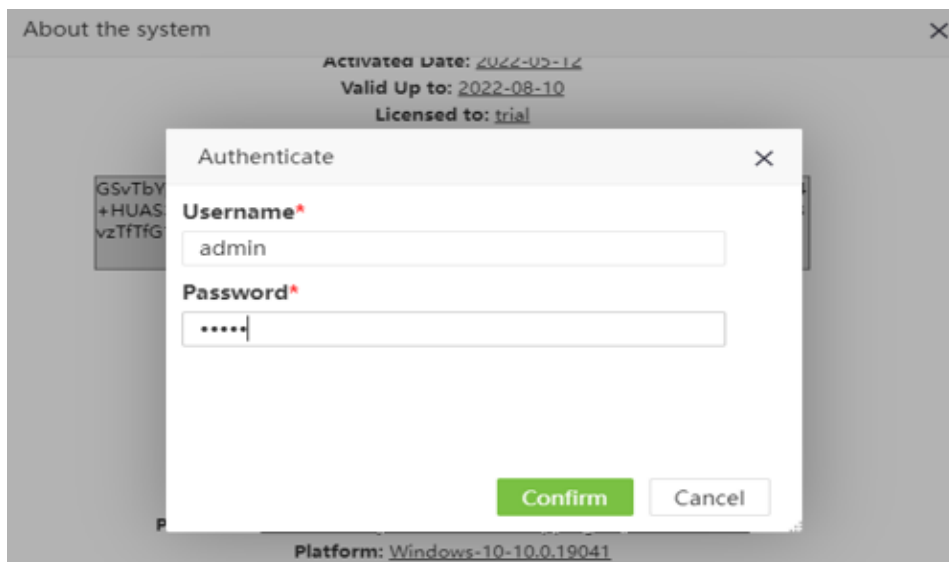 About the system
Activated Date: 2022-05-12
Valid Up to: 2022-08-10
Licensed to: trial
Authenticate
GSvTbY
+HUAS
vzTfTfG
Username*
admin
Password*
•••••
Confirm
Cancel
P
Platform: Windows-10-10.0.19041